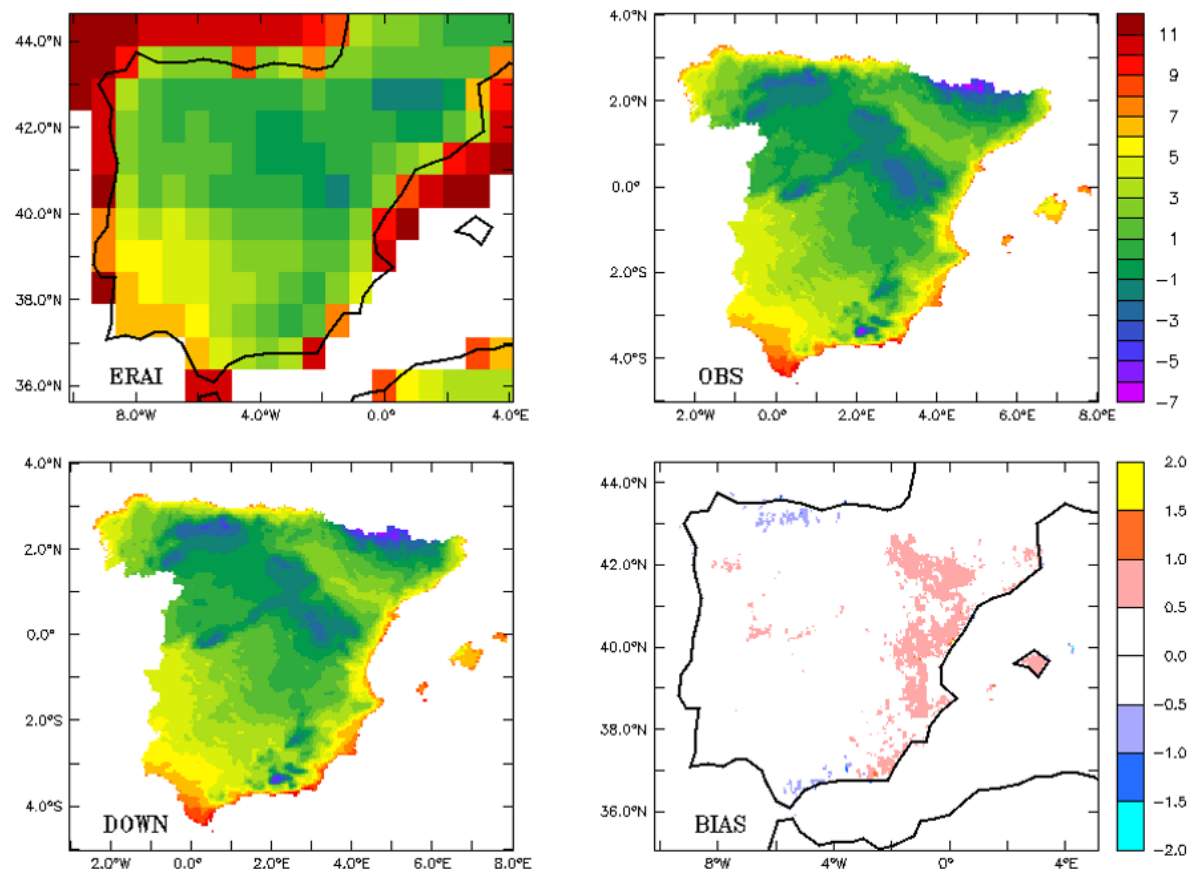 44.0°N
42.0°N
40.0°N
38.0°N
36.0°N
ERAI
8.0°W 4.0°W 0.0° 4.0°E
4.0°N
2.0°N
0.0°
2.0°S
4.0°S
OBS
2.0°W 0.0° 2.0°E 4.0°E 6.0°E 8.0°E
11
9
7
5
3
1
−1
−3
−5
−7
4.0°N
2.0°N
0.0°
2.0°S
4.0°S
DOWN
2.0°W 0.0° 2.0°E 4.0°E 6.0°E 8.0°E
44.0°N
42.0°N
40.0°N
38.0°N
36.0°N
BIAS
8°W 4°W 0° 4°E
2.0
1.5
1.0
0.5
0.0
−0.5
−1.0
−1.5
−2.0